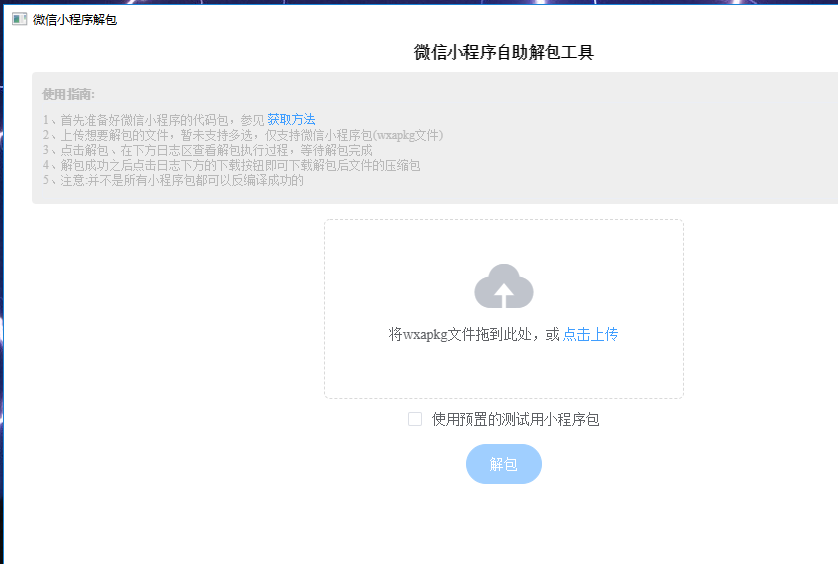 微信小程序解包
微信小程序自助解包工具
使用指南:
1、首先准备好微信小程序的代码包，参见 获取方法
2、上传想要解包的文件，暂未支持多选，仅支持微信小程序包(wxapkg文件)
3、点击解包、在下方日志区查看解包执行过程，等待解包完成
4、解包成功之后点击日志下方的下载按钮即可下载解包后文件的压缩包
5、注意:并不是所有小程序包都可以反编译成功的
将wxapkg文件拖到此处，或 点击上传
使用预置的测试用小程序包
解包